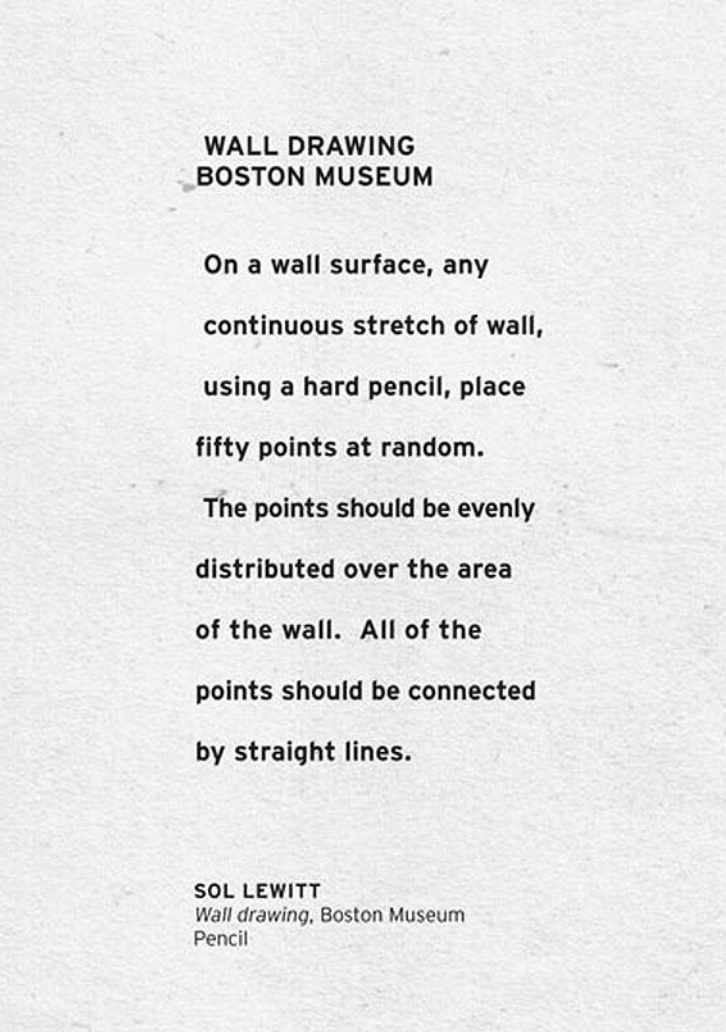 WALL DRAWING
BOSTON MUSEUM
On a wall surface, any
continuous stretch of wall,
using a hard pencil, place
fifty points at random.
The points should be evenly
distributed over the area
of the wall. All of the
points should be connected
by straight lines.
SOL LEWITT
Wall drawing, Boston Museum
Pencil